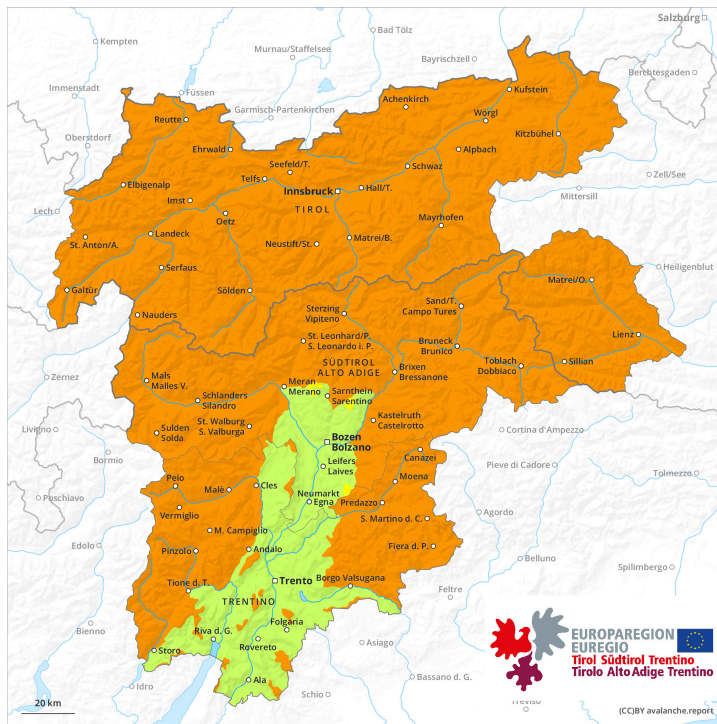 Salzburg
Kempten
Bad Tölz
Murnau/Staffelsee
Bayrischzell
Berchtesgaden
Immenstadt
Füssen
Garmisch-Partenkirchen
Achenkirch
Kufstein
Reutte
Wörgl
Oberstdorf
Ehrwald
Kitzbühel
Alpbach
Seefeld/T.
Schwaz
Zell/See
Telfs
Elbigenalp
Innsbruck
Hall/T.
Mittersill
Imst
TIROL
Lech
Oetz
Mayrhofen
St. Anton/A.
Landeck
Neustift/St.
Matrei/B.
Serfaus
Heiligenblut
Galtür
Sölden
Matrei/O.
Nauders
Sterzing
Vipiteno
Sand/T.
Campo Tures
St. Leonhard/P.
S. Leonardo i. P.
Bruneck
Brunico
Lienz
SÜDTIROL
ALTO ADIGE
Brixen
Bressanone
Toblach
Dobbiaco
Sillian
Zernez
Mals
Malles V.
Meran
Merano
Sarnthein
Sarentino
Schlanders
Silandro
St. Walburg
S. Valburga
Kastelruth
Castelrotto
Livigno
Sulden
Solda
Bozen
Bolzano
Cortina d'Ampezzo
Bormio
Canazei
Leifers
Laives
Pieve di Cadore
Tolmezzo
Peio
Malè
Cles
Moena
Poschiavo
Neumarkt
Egna
Predazzo
Vermiglio
Agordo
S. Martino d. C.
M. Campiglio
Edolo
Pinzolo
Andalo
Fiera d. P.
Belluno
Spilimbergo
Tione d. T.
Trento
Borgo Valsugana
Feltre
TRENTINO
Bienno
Folgaria
Riva d. G.
Rovereto
Asiago
Storo
Ala
Idro
Schio
Bassano d. G.
Treviso
EUROPAREGION
EUREGIO
Tirol Südtirol Trentino
Tirolo Alto Adige Trentino
20 km
(CC)BY avalanche.report